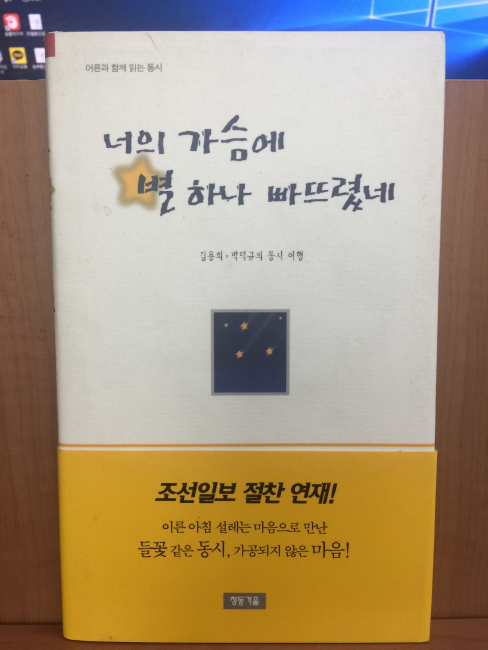 어른과 함께 읽는 동시
너의 가슴에
별 하나 빠뜨렸네
김용희·박덕규의 동시 여행
조선일보 절찬 연재!
이른 아침 설레는 마음으로 만난
들꽃 같은 동시, 가공되지 않은 마음!
청동거울